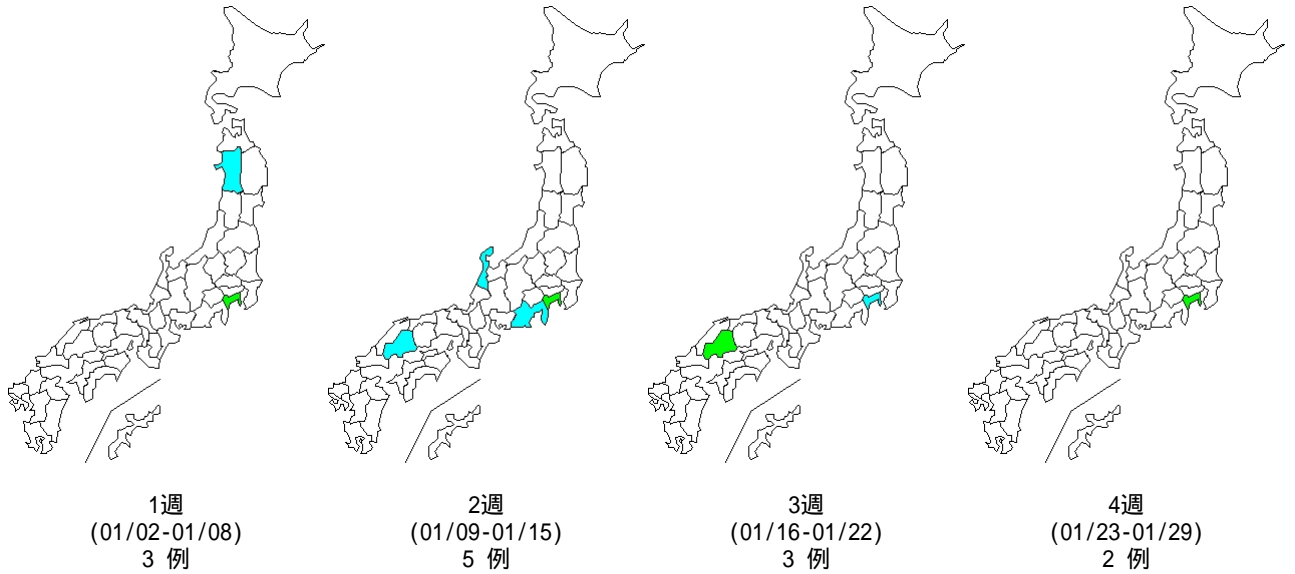 1週
(01/02-01/08)
3 例
2週
(01/09-01/15)
5 例
3週
(01/16-01/22)
3 例
4週
(01/23-01/29)
2 例